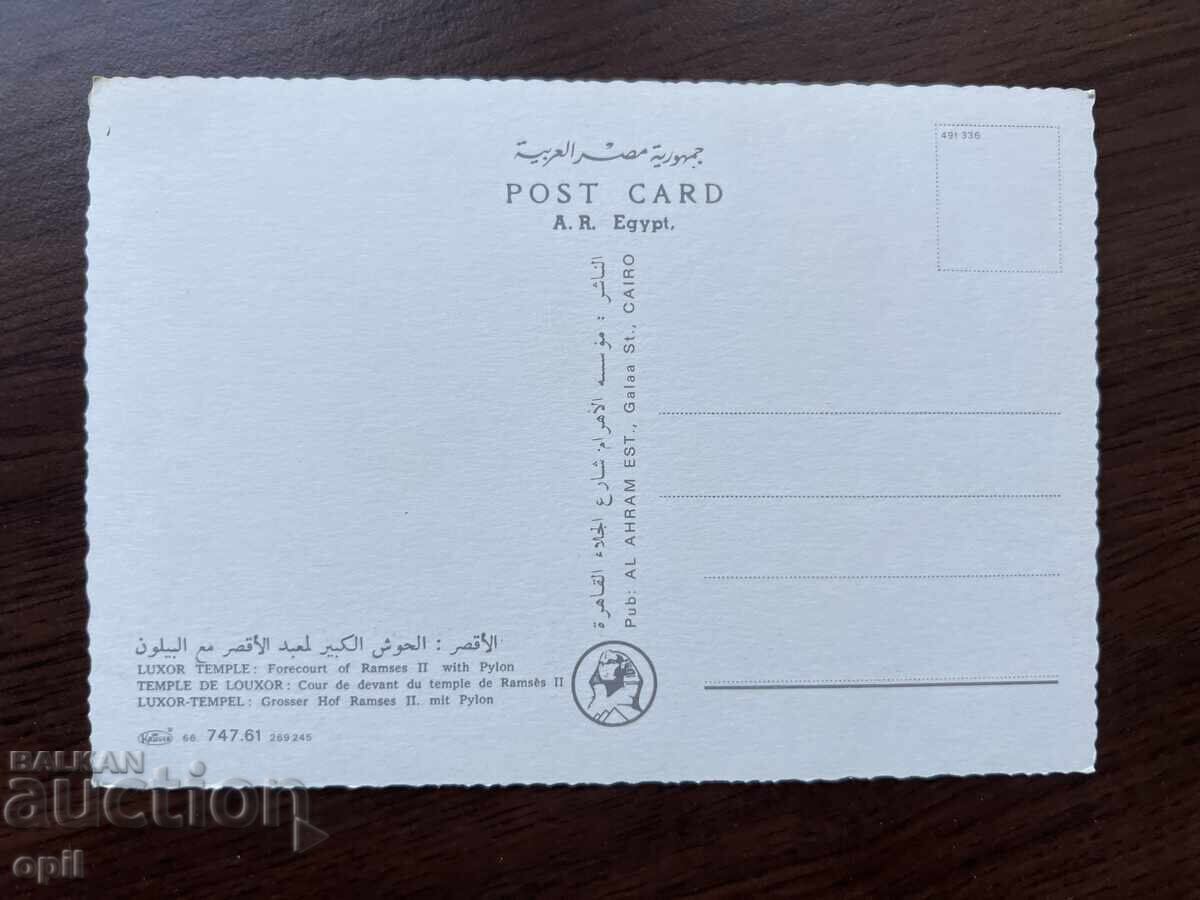 جمهورية مصر العربية
POST CARD
A. R. Egypt,
491 336
الناشر : مؤسسه الأهرام شارع الجلاء القاهرة
Pub: AL AHRAM EST., Galaa St., CAIRO
الأقصر : الحوش الكبير لمعبد الأقصر مع البيلون
LUXOR TEMPLE: Forecourt of Ramses II with Pylon
TEMPLE DE LOUXOR: Cour de devant du temple de Ramsès II
LUXOR-TEMPEL: Grosser Hof Ramses II. mit Pylon
Krüger 66. 747.61 269 245
BALKAN
auction
opil